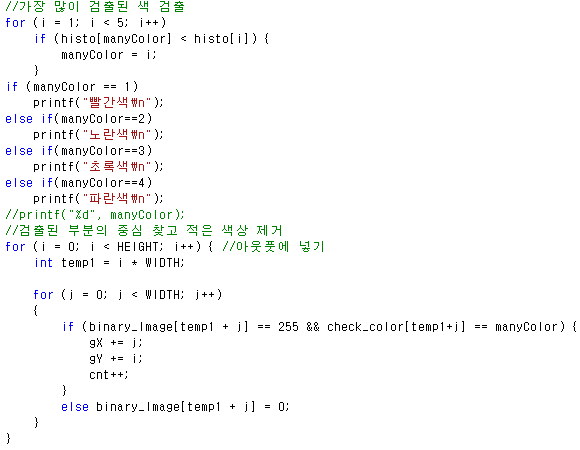 //가장 많이 검출된 색 검출
for (i = 1; i < 5; i++)
    if (histo[manyColor] < histo[i]) {
        manyColor = i;
    }
if (manyColor == 1)
    printf("빨간색₩n");
else if(manyColor==2)
    printf("노란색₩n");
else if(manyColor==3)
    printf("초록색₩n");
else if(manyColor==4)
    printf("파란색₩n");
//printf("%d", manyColor);
//검출된 부분의 중심 찾고 적은 색상 제거
for (i = 0; i < HEIGHT; i++) { //아웃풋에 넣기
    int temp1 = i * WIDTH;

    for (j = 0; j < WIDTH; j++)
    {
        if (binary_Image[temp1 + j] == 255 && check_color[temp1+j] == manyColor) {
            gX += j;
            gY += i;
            cnt++;
        }
        else binary_Image[temp1 + j] = 0;
    }
}